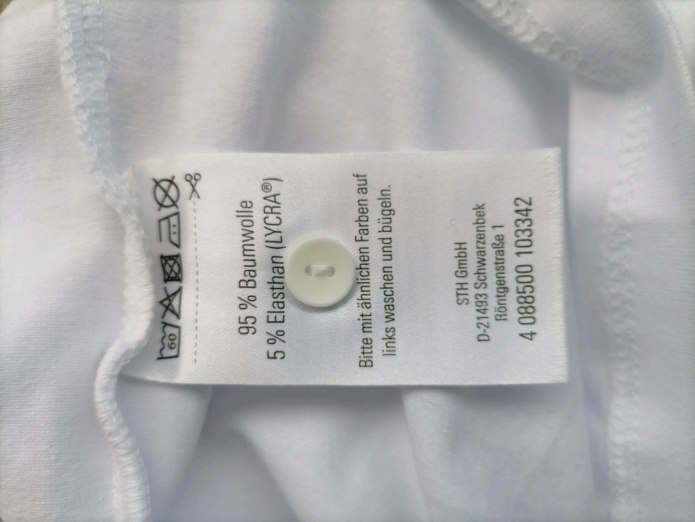 60
95 % Baumwolle
5 % Elasthan (LYCRA®)
Bitte mit ähnlichen Farben auf
links waschen und bügeln.
STH GmbH
D-21493 Schwarzenbek
Röntgenstraße 1
4 088500 103342